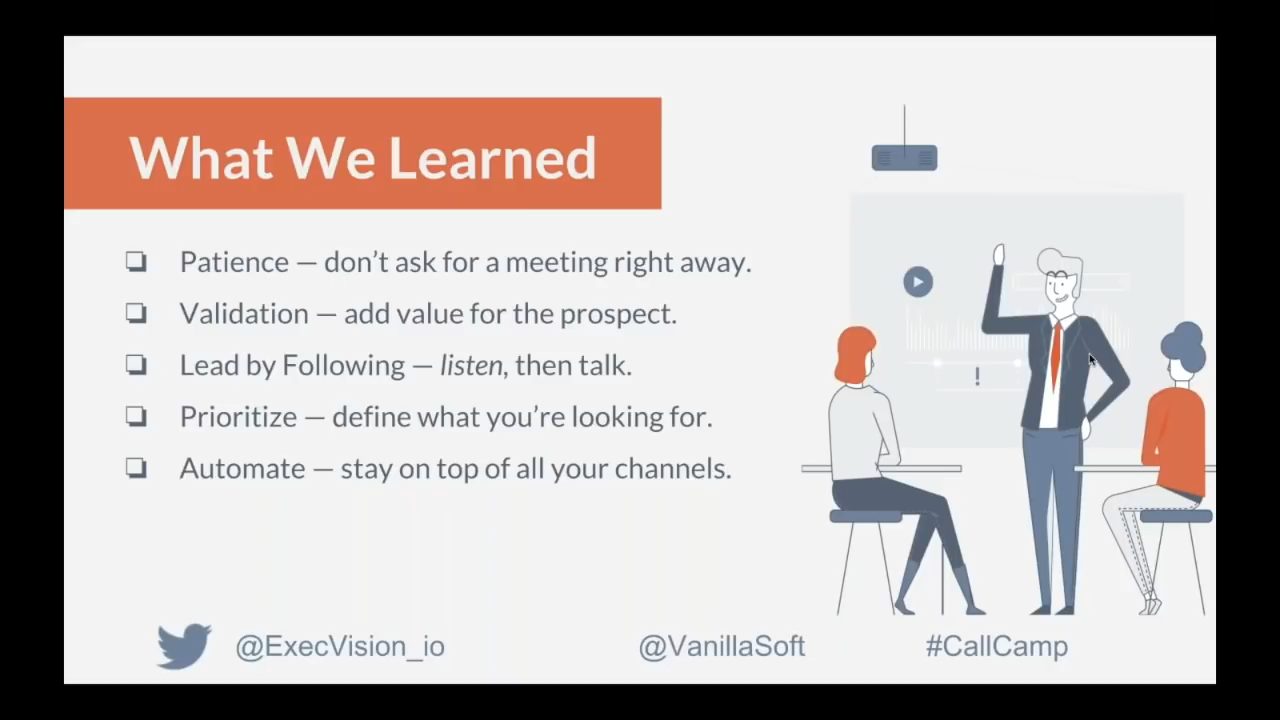 What We Learned
Patience — don't ask for a meeting right away.
Validation — add value for the prospect.
Lead by Following — listen, then talk.
Prioritize — define what you're looking for.
Automate — stay on top of all your channels.
!
@ExecVision_io @VanillaSoft #CallCamp